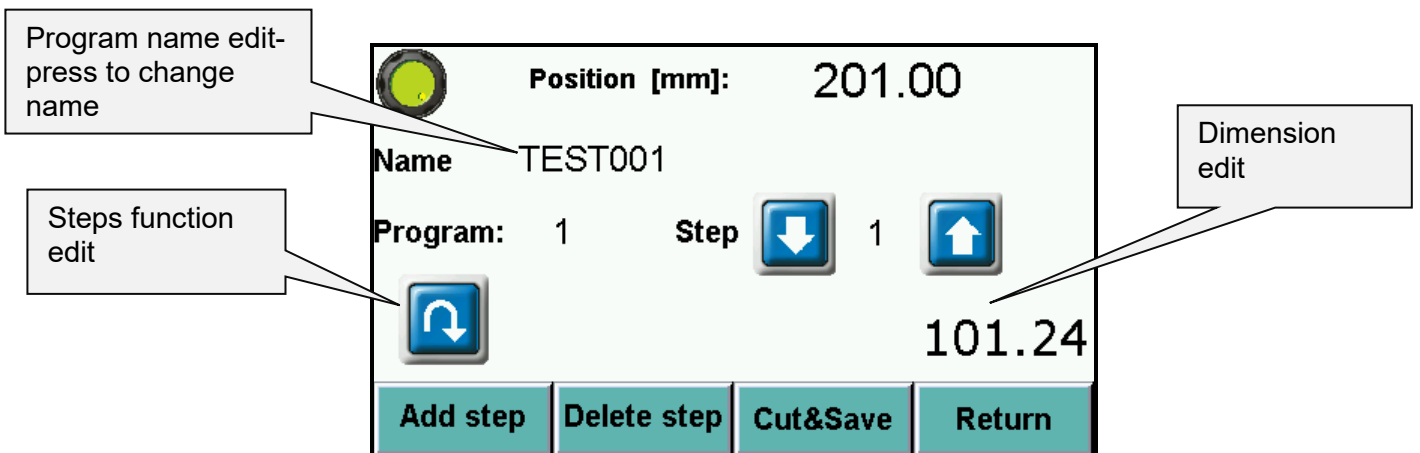 Program name edit-
press to change
name
Position [mm]: 201.00
Dimension
edit
Name TEST001
Steps function
edit
Program: 1 Step 1
101.24
Add step Delete step Cut&Save Return